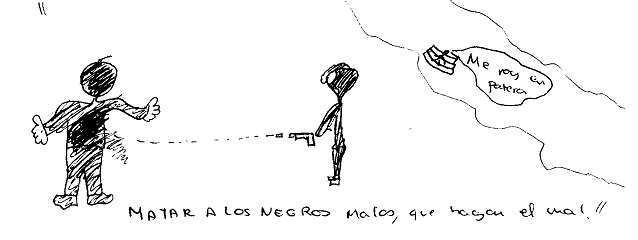 Me voy en
patera
MATAR A LOS NEGROS malos, que hagan el mal."